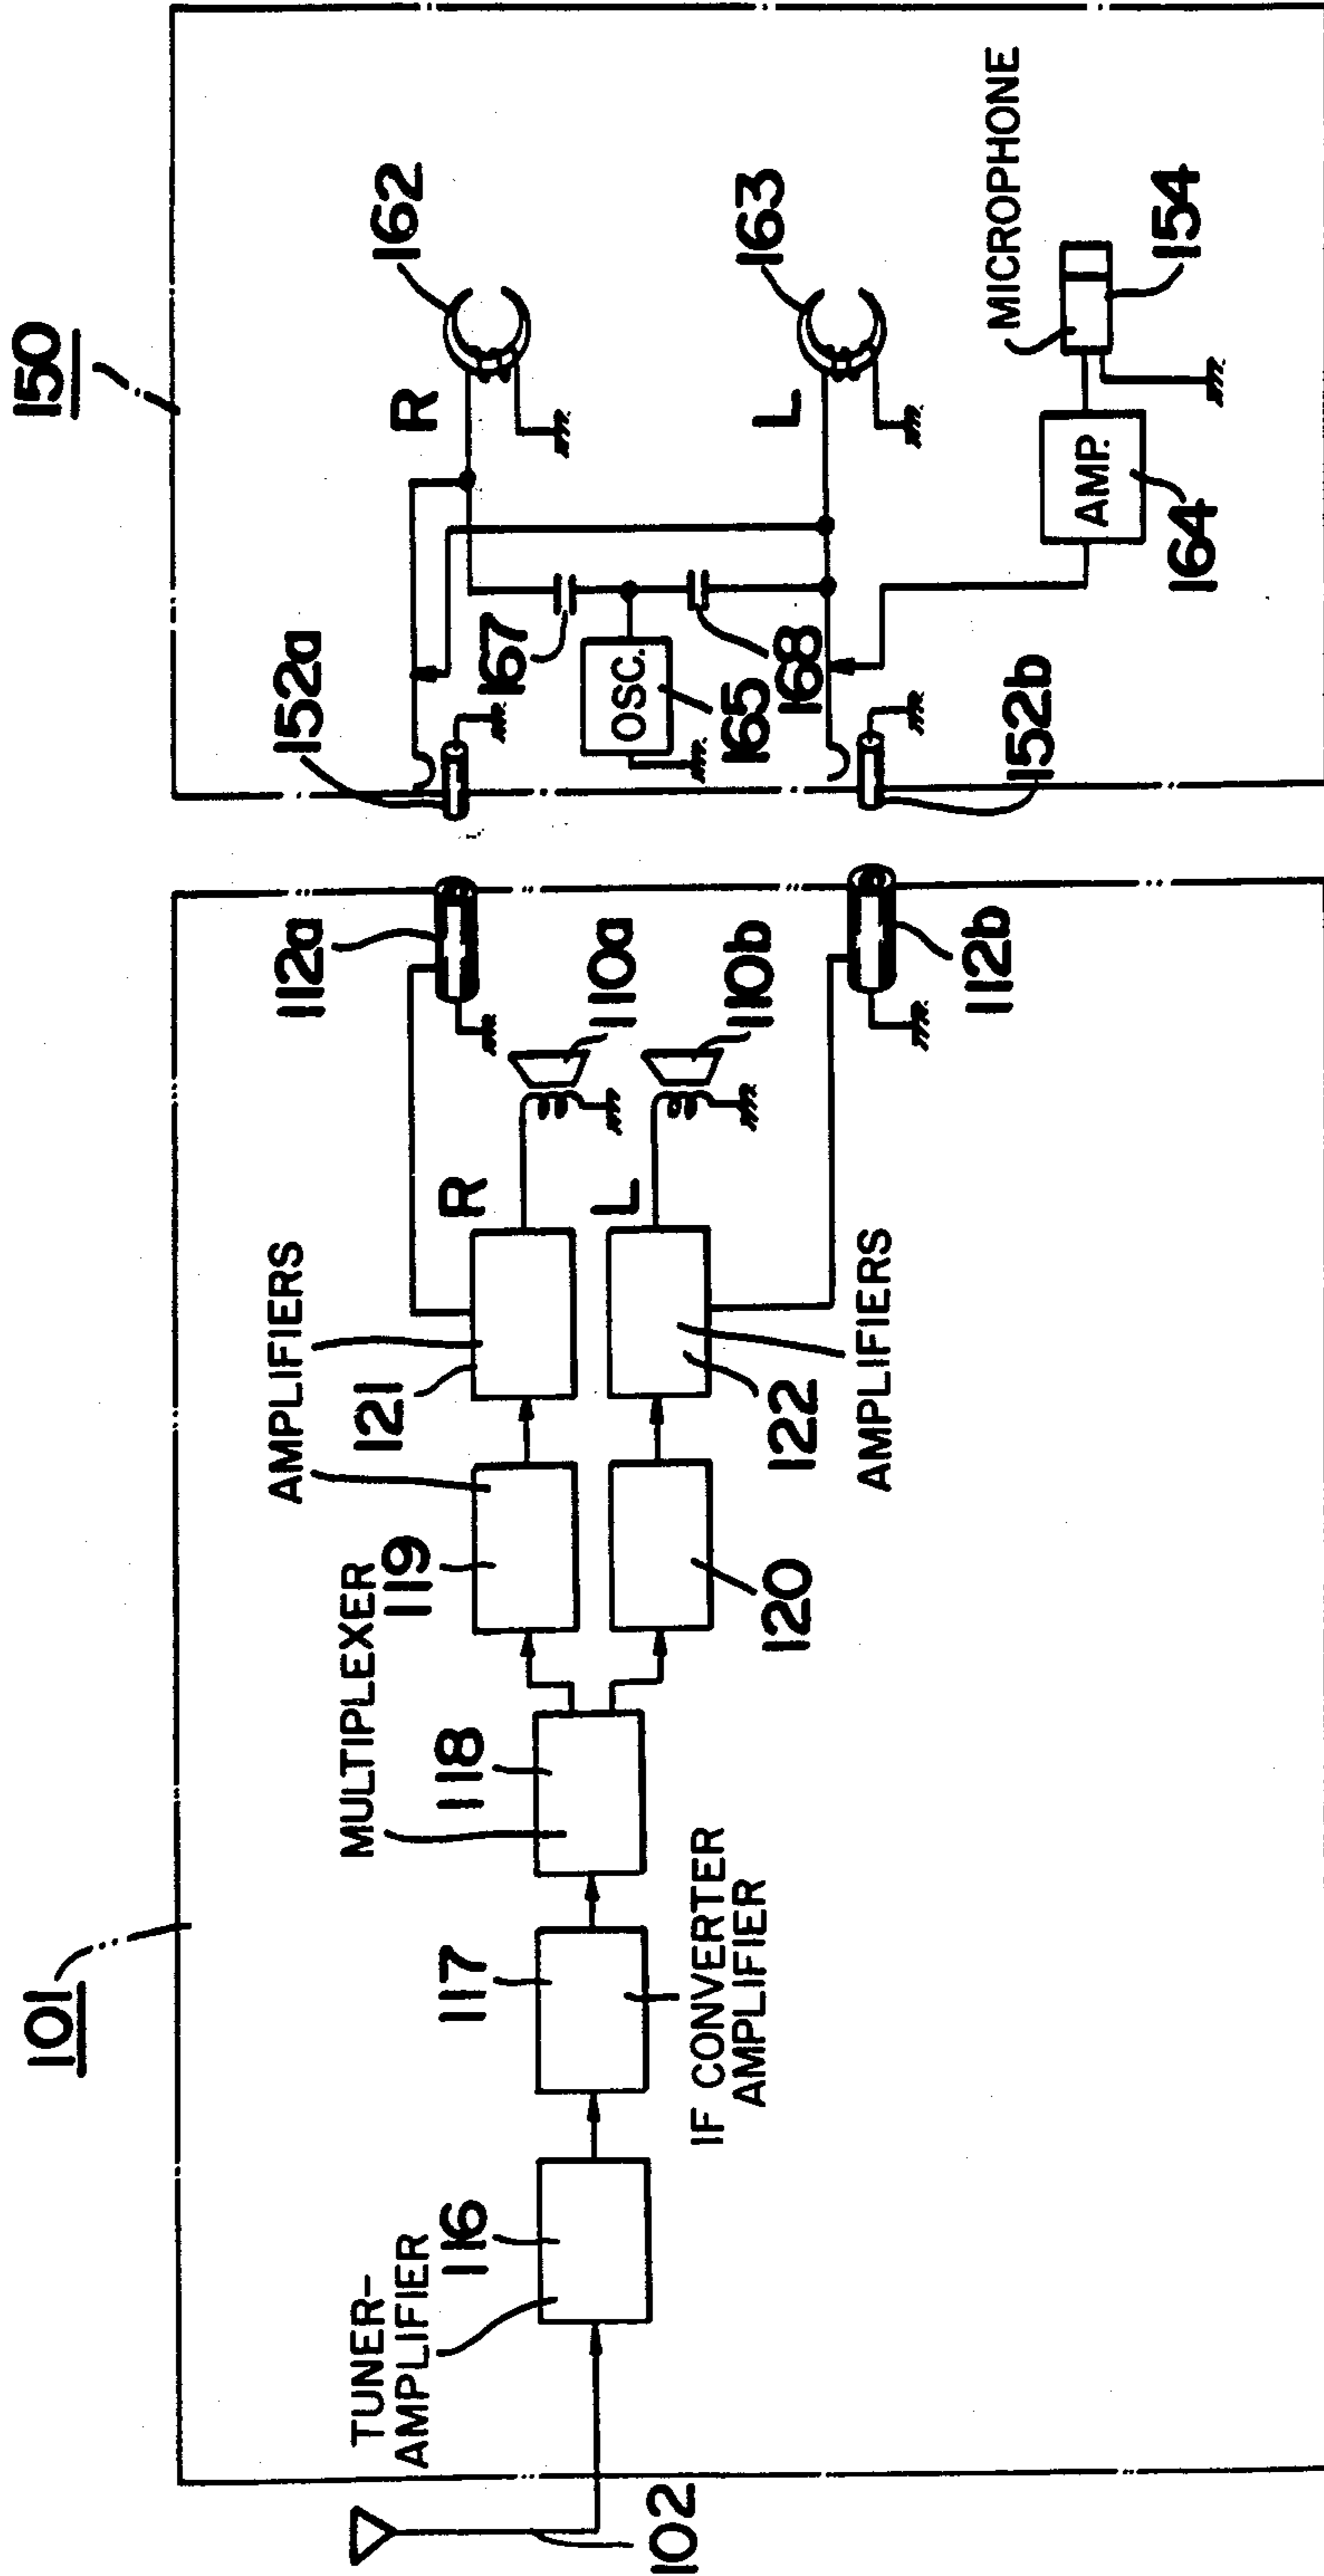 101
150
102
TUNER-
AMPLIFIER
116
117
IF CONVERTER
AMPLIFIER
MULTIPLEXER
118
119
120
AMPLIFIERS
121
122
AMPLIFIERS
R
L
110a
110b
112a
112b
152a
152b
167
OSC.
165
168
R
162
L
163
MICROPHONE
154
AMP.
164